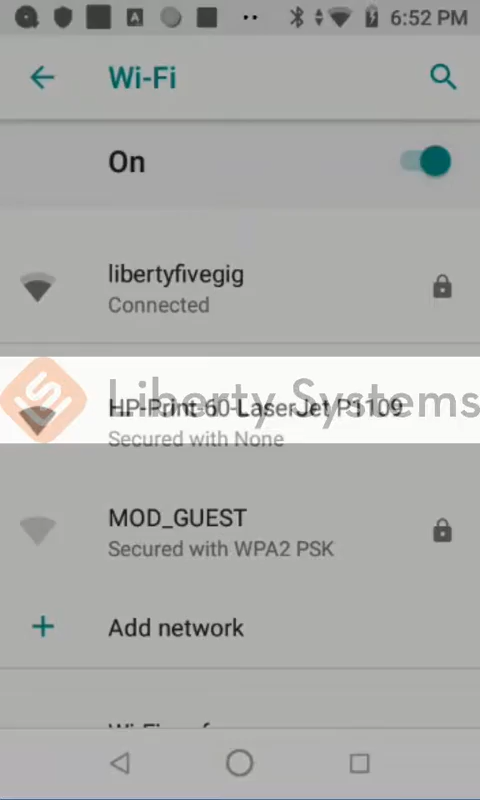 6:52 PM
Wi-Fi
On
libertyfivegig
Connected
Liberty Systems
HP-Print-60-LaserJet P1109
Secured with None
MOD_GUEST
Secured with WPA2 PSK
Add network